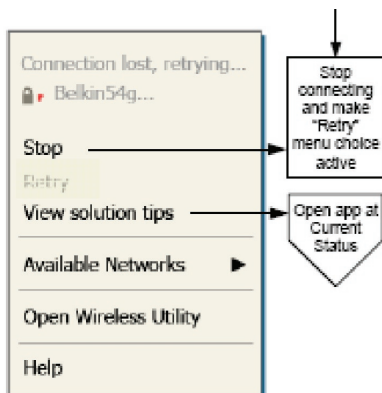 Connection lost, retrying...
Belkin54g...
Stop
Retry
View solution tips
Available Networks
Open Wireless Utility
Help
Stop
connecting
and make
"Retry"
menu choice
active
Open app at
Current
Status